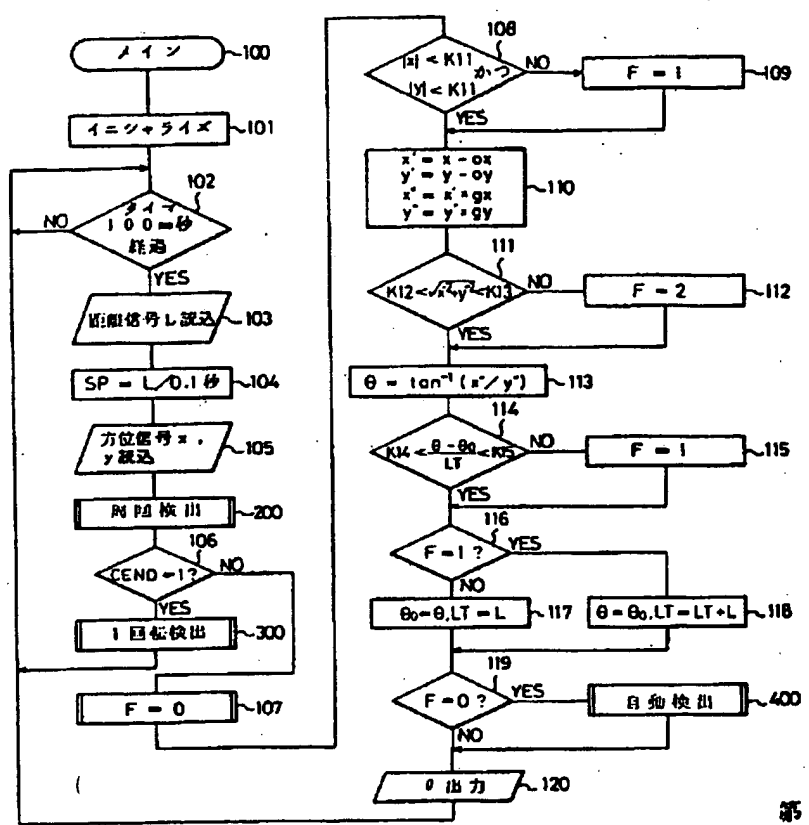 メイン
100
イニシャライズ
101
102
タイマ
100m秒
経過
NO
YES
距離信号L読込
103
SP = L／0.1秒
104
方位信号x，
y読込
105
周回検出
200
106
CEND=1?
NO
YES
1回転検出
300
F = 0
107
108
|x| < K11
かつ
|y| < K11
NO
YES
F = 1
109
x' = x - ox
y' = y - oy
x" = x' × gx
y" = y' × gy
110
111
K12 < √x"²+y"² < K13
NO
YES
F = 2
112
θ = tan⁻¹ (x"／y")
113
114
K14 < (θ - θ₀)/LT < K15
NO
YES
F = 1
115
116
F = 1 ?
YES
NO
θ₀=θ, LT = L
117
θ = θ₀, LT = LT+L
118
119
F = 0 ?
YES
NO
自動検出
400
θ出力
120
第5